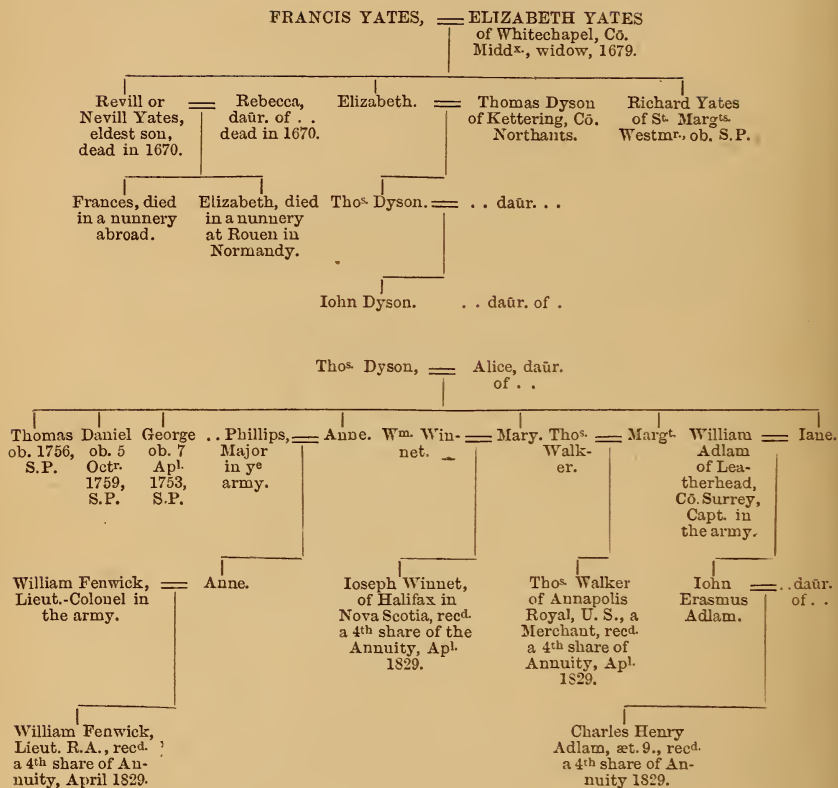 FRANCIS YATES, ═ ELIZABETH YATES
of Whitechapel, Cō.
Middx., widow, 1679.
Revill or
Nevill Yates,
eldest son,
dead in 1670.
═
Rebecca,
daūr. of . .
dead in 1670.
Elizabeth.
═
Thomas Dyson
of Kettering, Cō.
Northants.
Richard Yates
of St. Margts.
Westmr., ob. S.P.
Frances, died
in a nunnery
abroad.
Elizabeth, died
in a nunnery
at Rouen in
Normandy.
Thos. Dyson. ═ . . daūr. . .
Iohn Dyson. . . daūr. of .
Thos. Dyson, ═ Alice, daūr.
of . .
Thomas
ob. 1756,
S.P.
Daniel
ob. 5
Octr.
1759,
S.P.
George
ob. 7
Apl.
1753,
S.P.
. . Phillips,
Major
in ye
army.
═
Anne.
Wm. Win-
net.
═
Mary.
Thos.
Walk-
er.
═
Margt.
William
Adlam
of Lea-
therhead,
Cō. Surrey,
Capt. in
the army.
═
Iane.
William Fenwick,
Lieut.-Colonel in
the army.
═
Anne.
Ioseph Winnet,
of Halifax in
Nova Scotia, recd.
a 4th share of the
Annuity, Apl.
1829.
Thos. Walker
of Annapolis
Royal, U. S., a
Merchant, recd.
a 4th share of
Annuity, Apl
1829.
Iohn
Erasmus
Adlam.
═
. . daūr.
of . .
William Fenwick,
Lieut. R.A., recd.
a 4th share of An-
nuity, April 1829.
Charles Henry
Adlam, æt. 9., recd.
a 4th share of An-
nuity 1829.